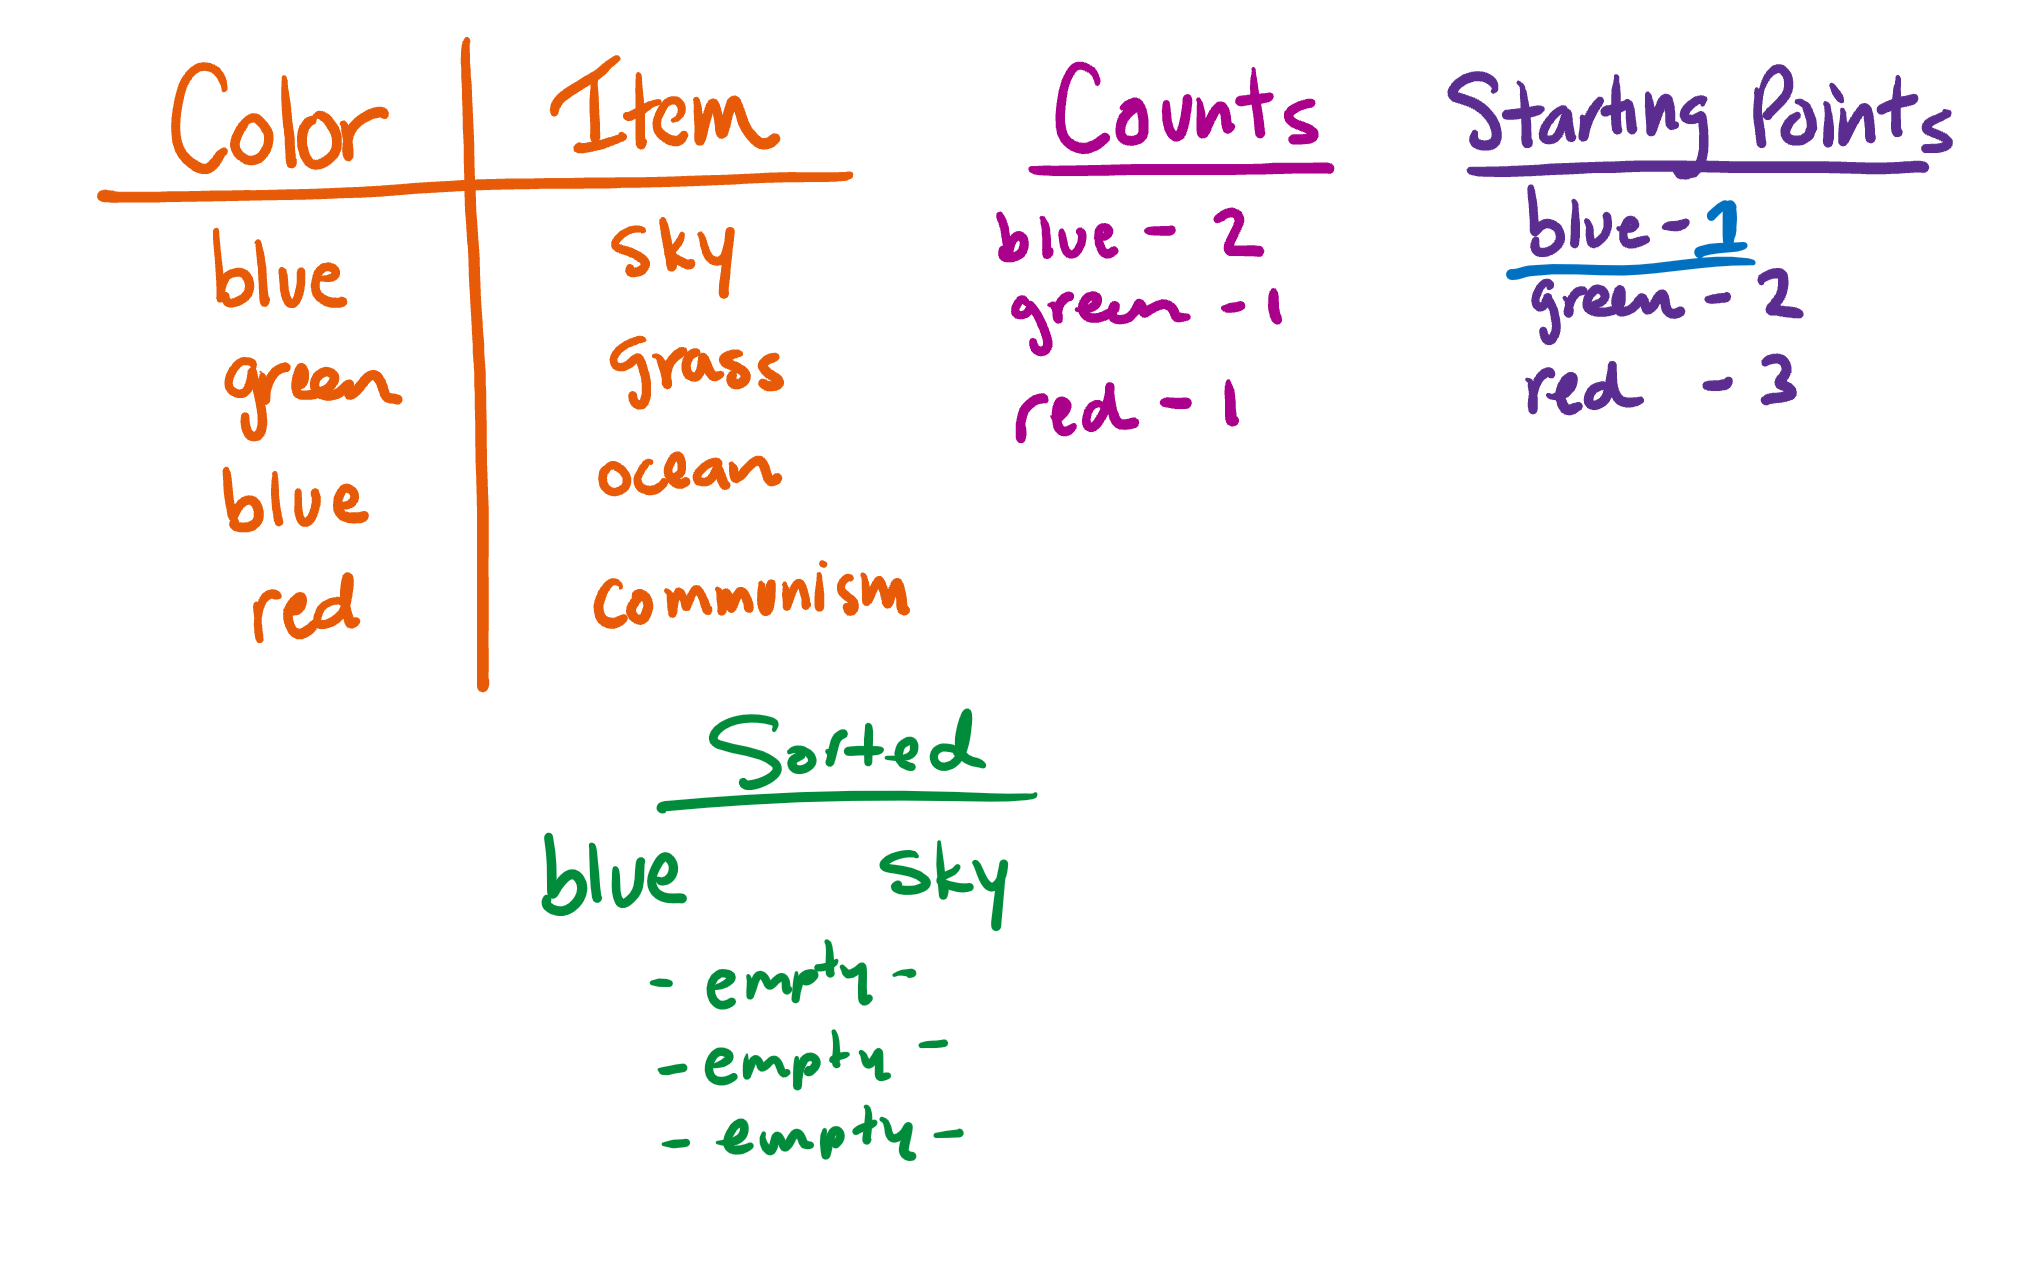 Color Item
blue sky
green grass
blue ocean
red communism
Counts
blue - 2
green - 1
red - 1
Starting Points
blue - 1
green - 2
red - 3
Sorted
blue sky
- empty -
- empty -
- empty -